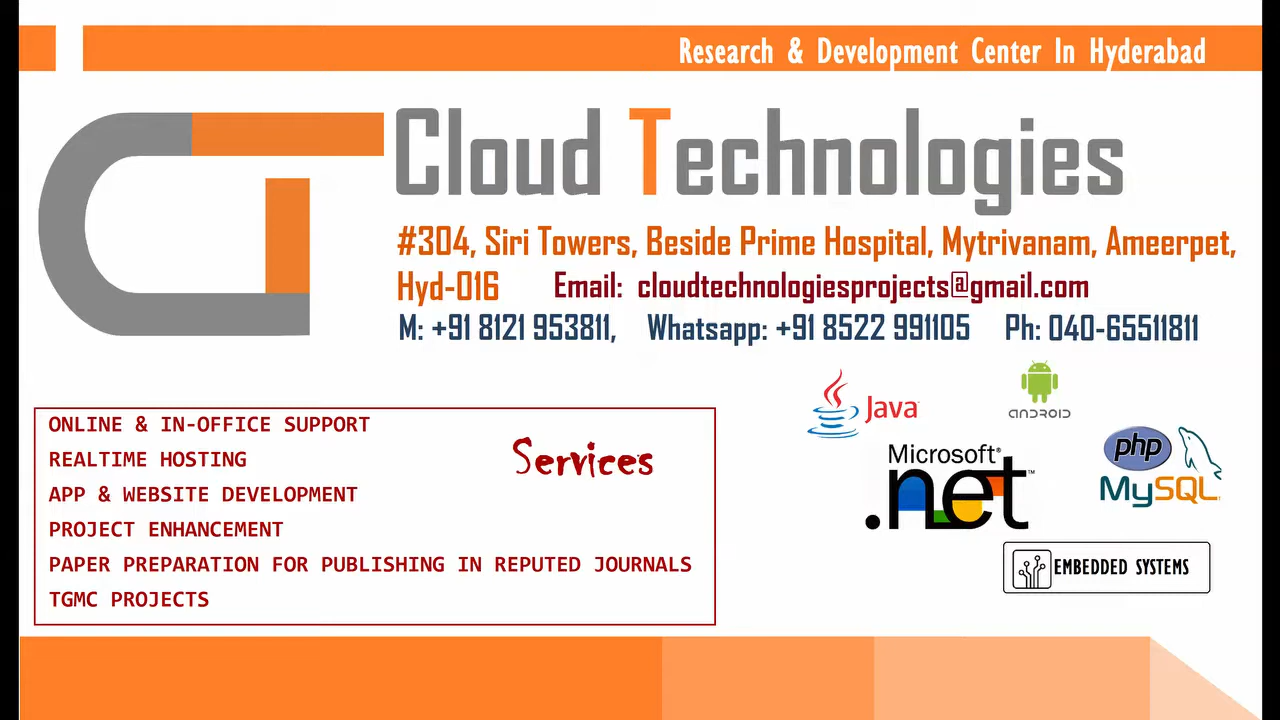 Research & Development Center In Hyderabad
CT
Cloud Technologies
#304, Siri Towers, Beside Prime Hospital, Mytrivanam, Ameerpet,
Hyd-016 Email: cloudtechnologiesprojects@gmail.com
M: +91 8121 953811, Whatsapp: +91 8522 991105 Ph: 040-65511811
ONLINE & IN-OFFICE SUPPORT
REALTIME HOSTING
Services
APP & WEBSITE DEVELOPMENT
PROJECT ENHANCEMENT
PAPER PREPARATION FOR PUBLISHING IN REPUTED JOURNALS
TGMC PROJECTS
Java™
ANDROID
Microsoft®
.net™
php
MySQL®
EMBEDDED SYSTEMS